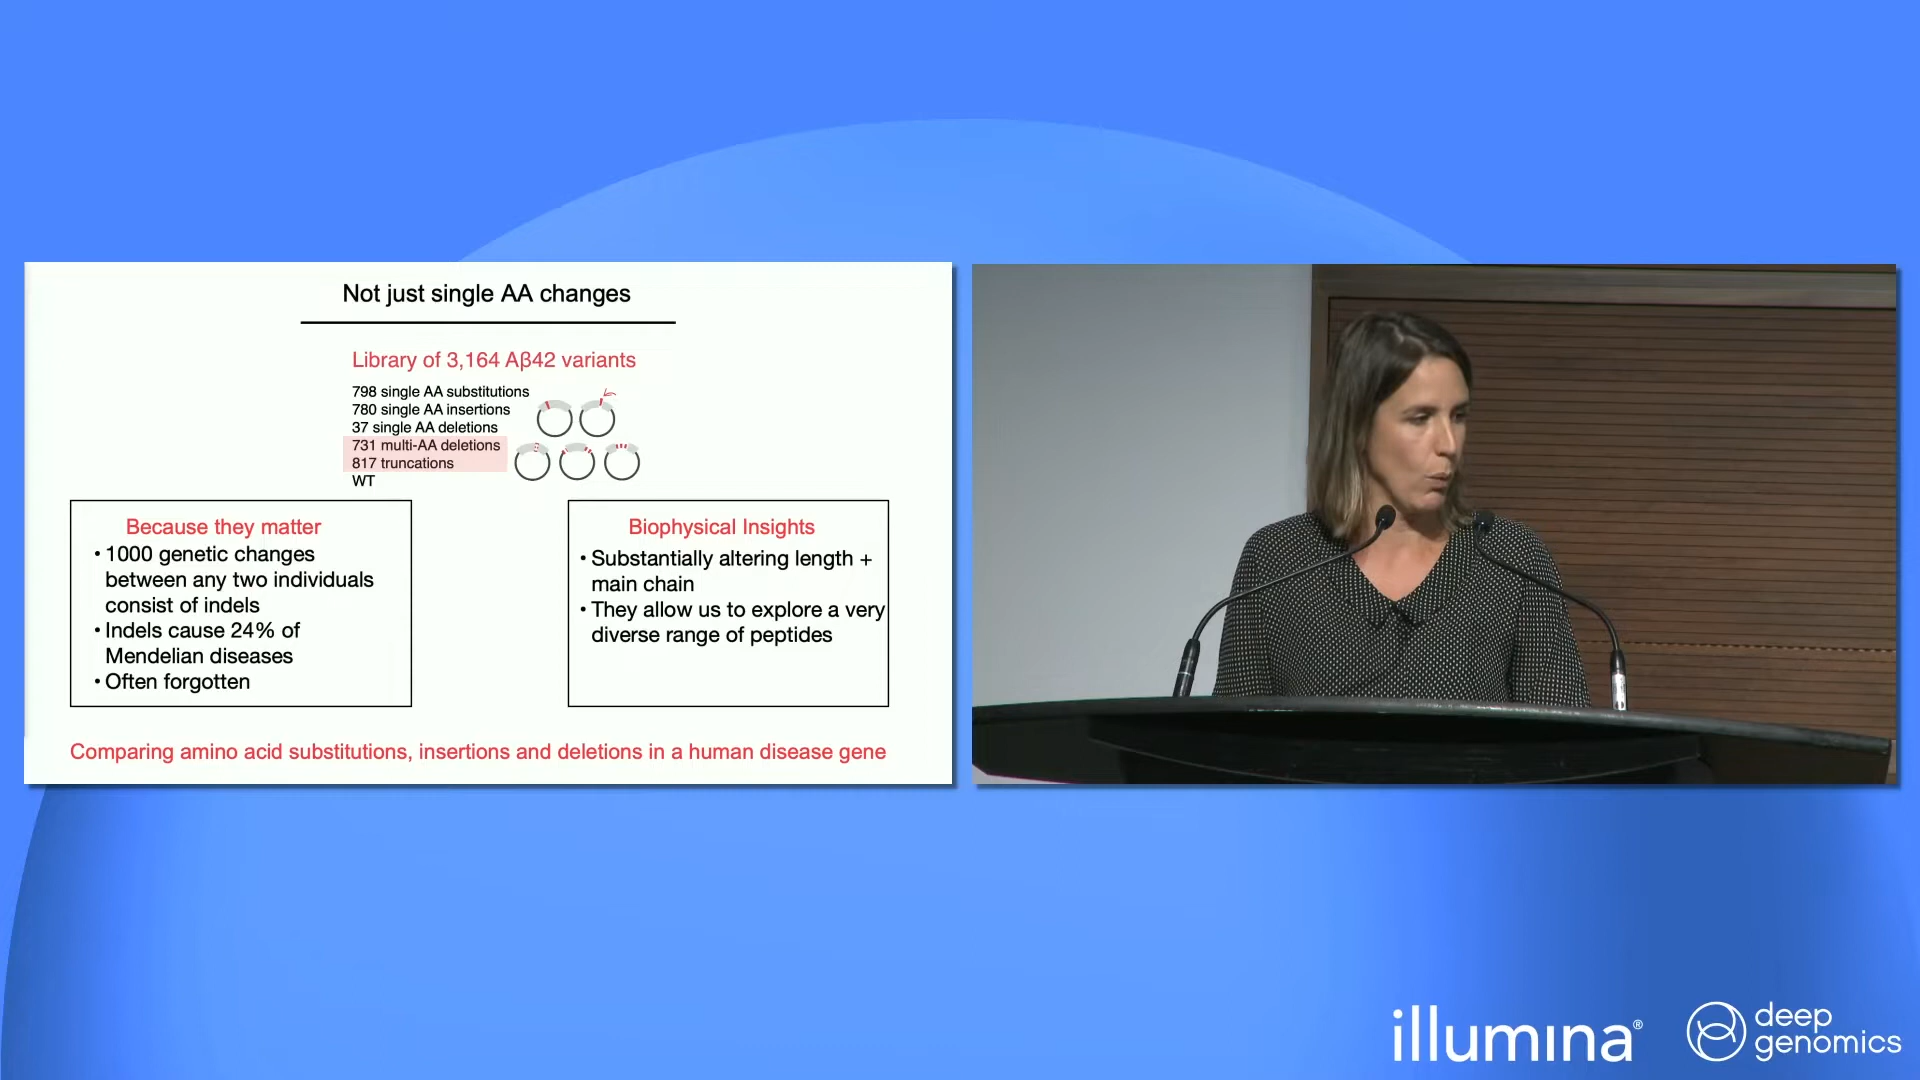 Not just single AA changes
Library of 3,164 Aβ42 variants
798 single AA substitutions
780 single AA insertions
37 single AA deletions
731 multi-AA deletions
817 truncations
WT
Because they matter
• 1000 genetic changes
between any two individuals
consist of indels
• Indels cause 24% of
Mendelian diseases
• Often forgotten
Biophysical Insights
• Substantially altering length +
main chain
• They allow us to explore a very
diverse range of peptides
Comparing amino acid substitutions, insertions and deletions in a human disease gene
illumina®
deep
genomics